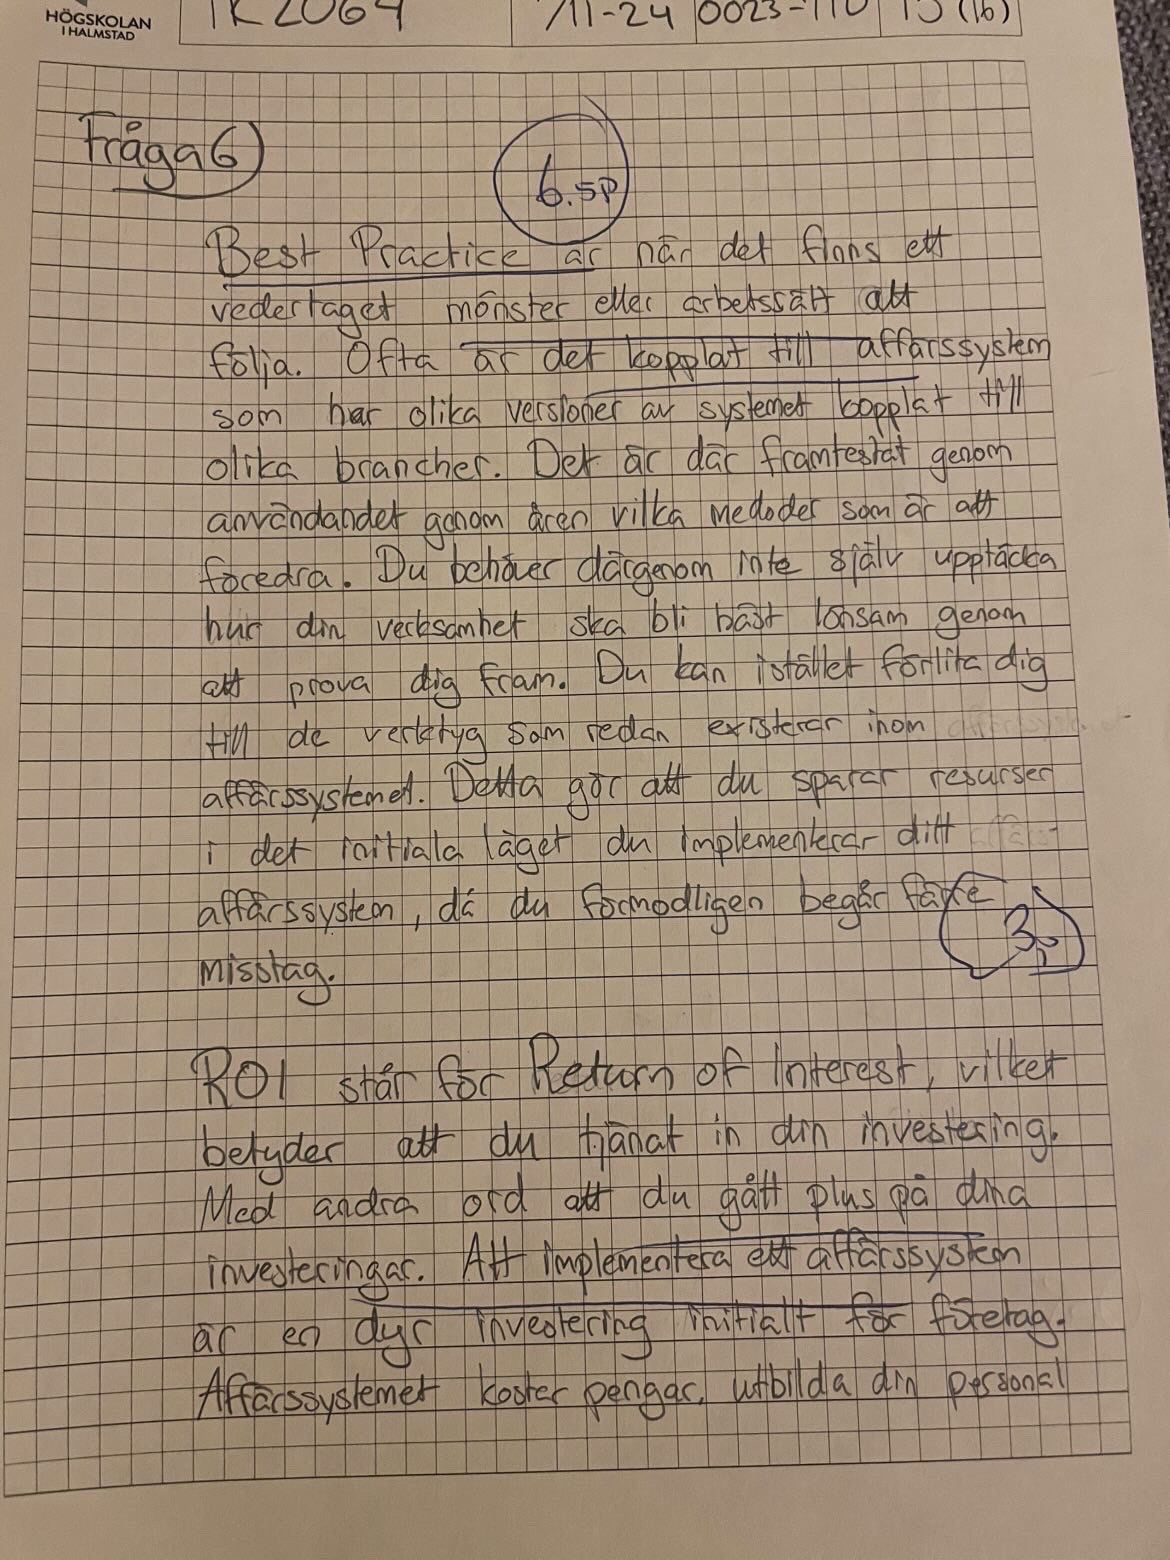 HÖGSKOLAN
I HALMSTAD
TK2064
/11-24
0023-110
15 (16)
Fråga 6)
6.5p
Best Practice är när det finns ett
vedertaget mönster eller arbetssätt att
följa. Ofta är det kopplat till affärssystem
som har olika versioner av systemet kopplat till
olika brancher. Det är där framtestat genom
användandet genom åren vilka medoder som är att
föredra. Du behöver därgenom inte själv upptäcka
hur din verksamhet ska bli bäst lönsam genom
att prova dig fram. Du kan istället förlita dig
till de verktyg som redan existerar inom
affärssystemet. Detta gör att du sparar resurser
i det initiala läget du implementerar ditt
affärssystem, då du förmodligen begår färre
misstag.
3p
ROI står för Return of Interest, vilket
betyder att du tjänat in din investering.
Med andra ord att du gått plus på dina
investeringar. Att implementera ett affärssystem
är en dyr investering initialt för företag.
Affärssystemet kostar pengar, utbilda din personal